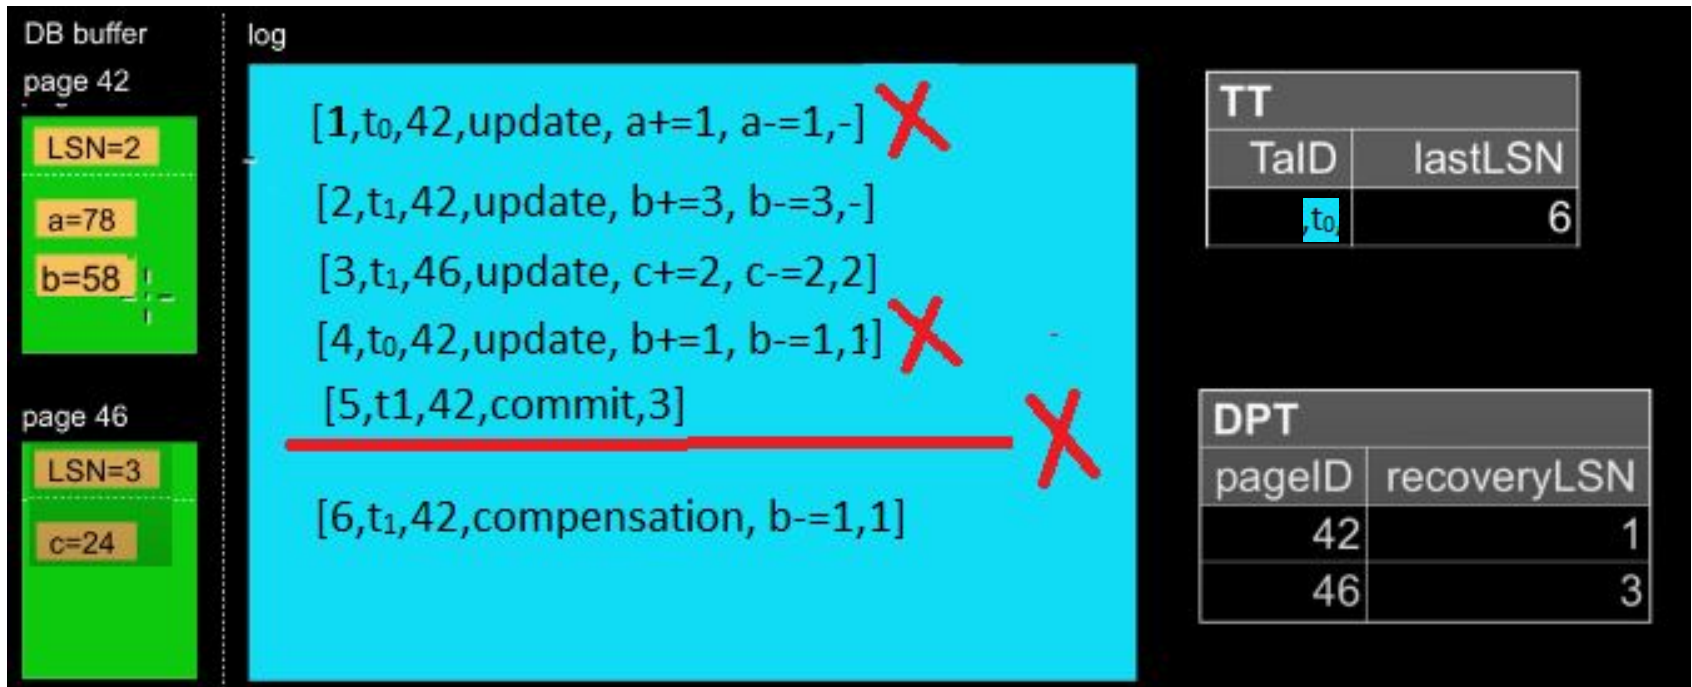 DB buffer
page 42
LSN=2
a=78
b=58
page 46
LSN=3
c=24
log
[1,t₀,42,update, a+=1, a-=1,-]
[2,t₁,42,update, b+=3, b-=3,-]
[3,t₁,46,update, c+=2, c-=2,2]
[4,t₀,42,update, b+=1, b-=1,1]
[5,t1,42,commit,3]
[6,t₁,42,compensation, b-=1,1]
TT
TaID lastLSN
,t₀, 6
DPT
pageID recoveryLSN
42 1
46 3